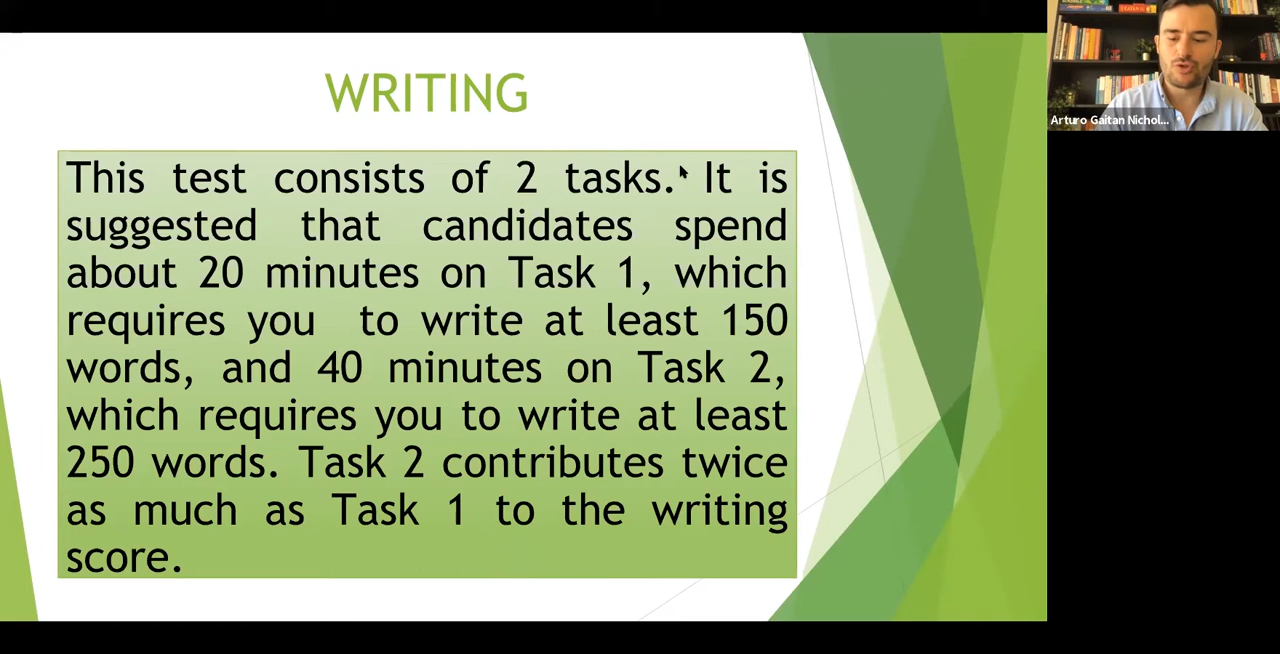 WRITING
This test consists of 2 tasks. It is
suggested that candidates spend
about 20 minutes on Task 1, which
requires you to write at least 150
words, and 40 minutes on Task 2,
which requires you to write at least
250 words. Task 2 contributes twice
as much as Task 1 to the writing
score.
Arturo Gaitan Nichol...